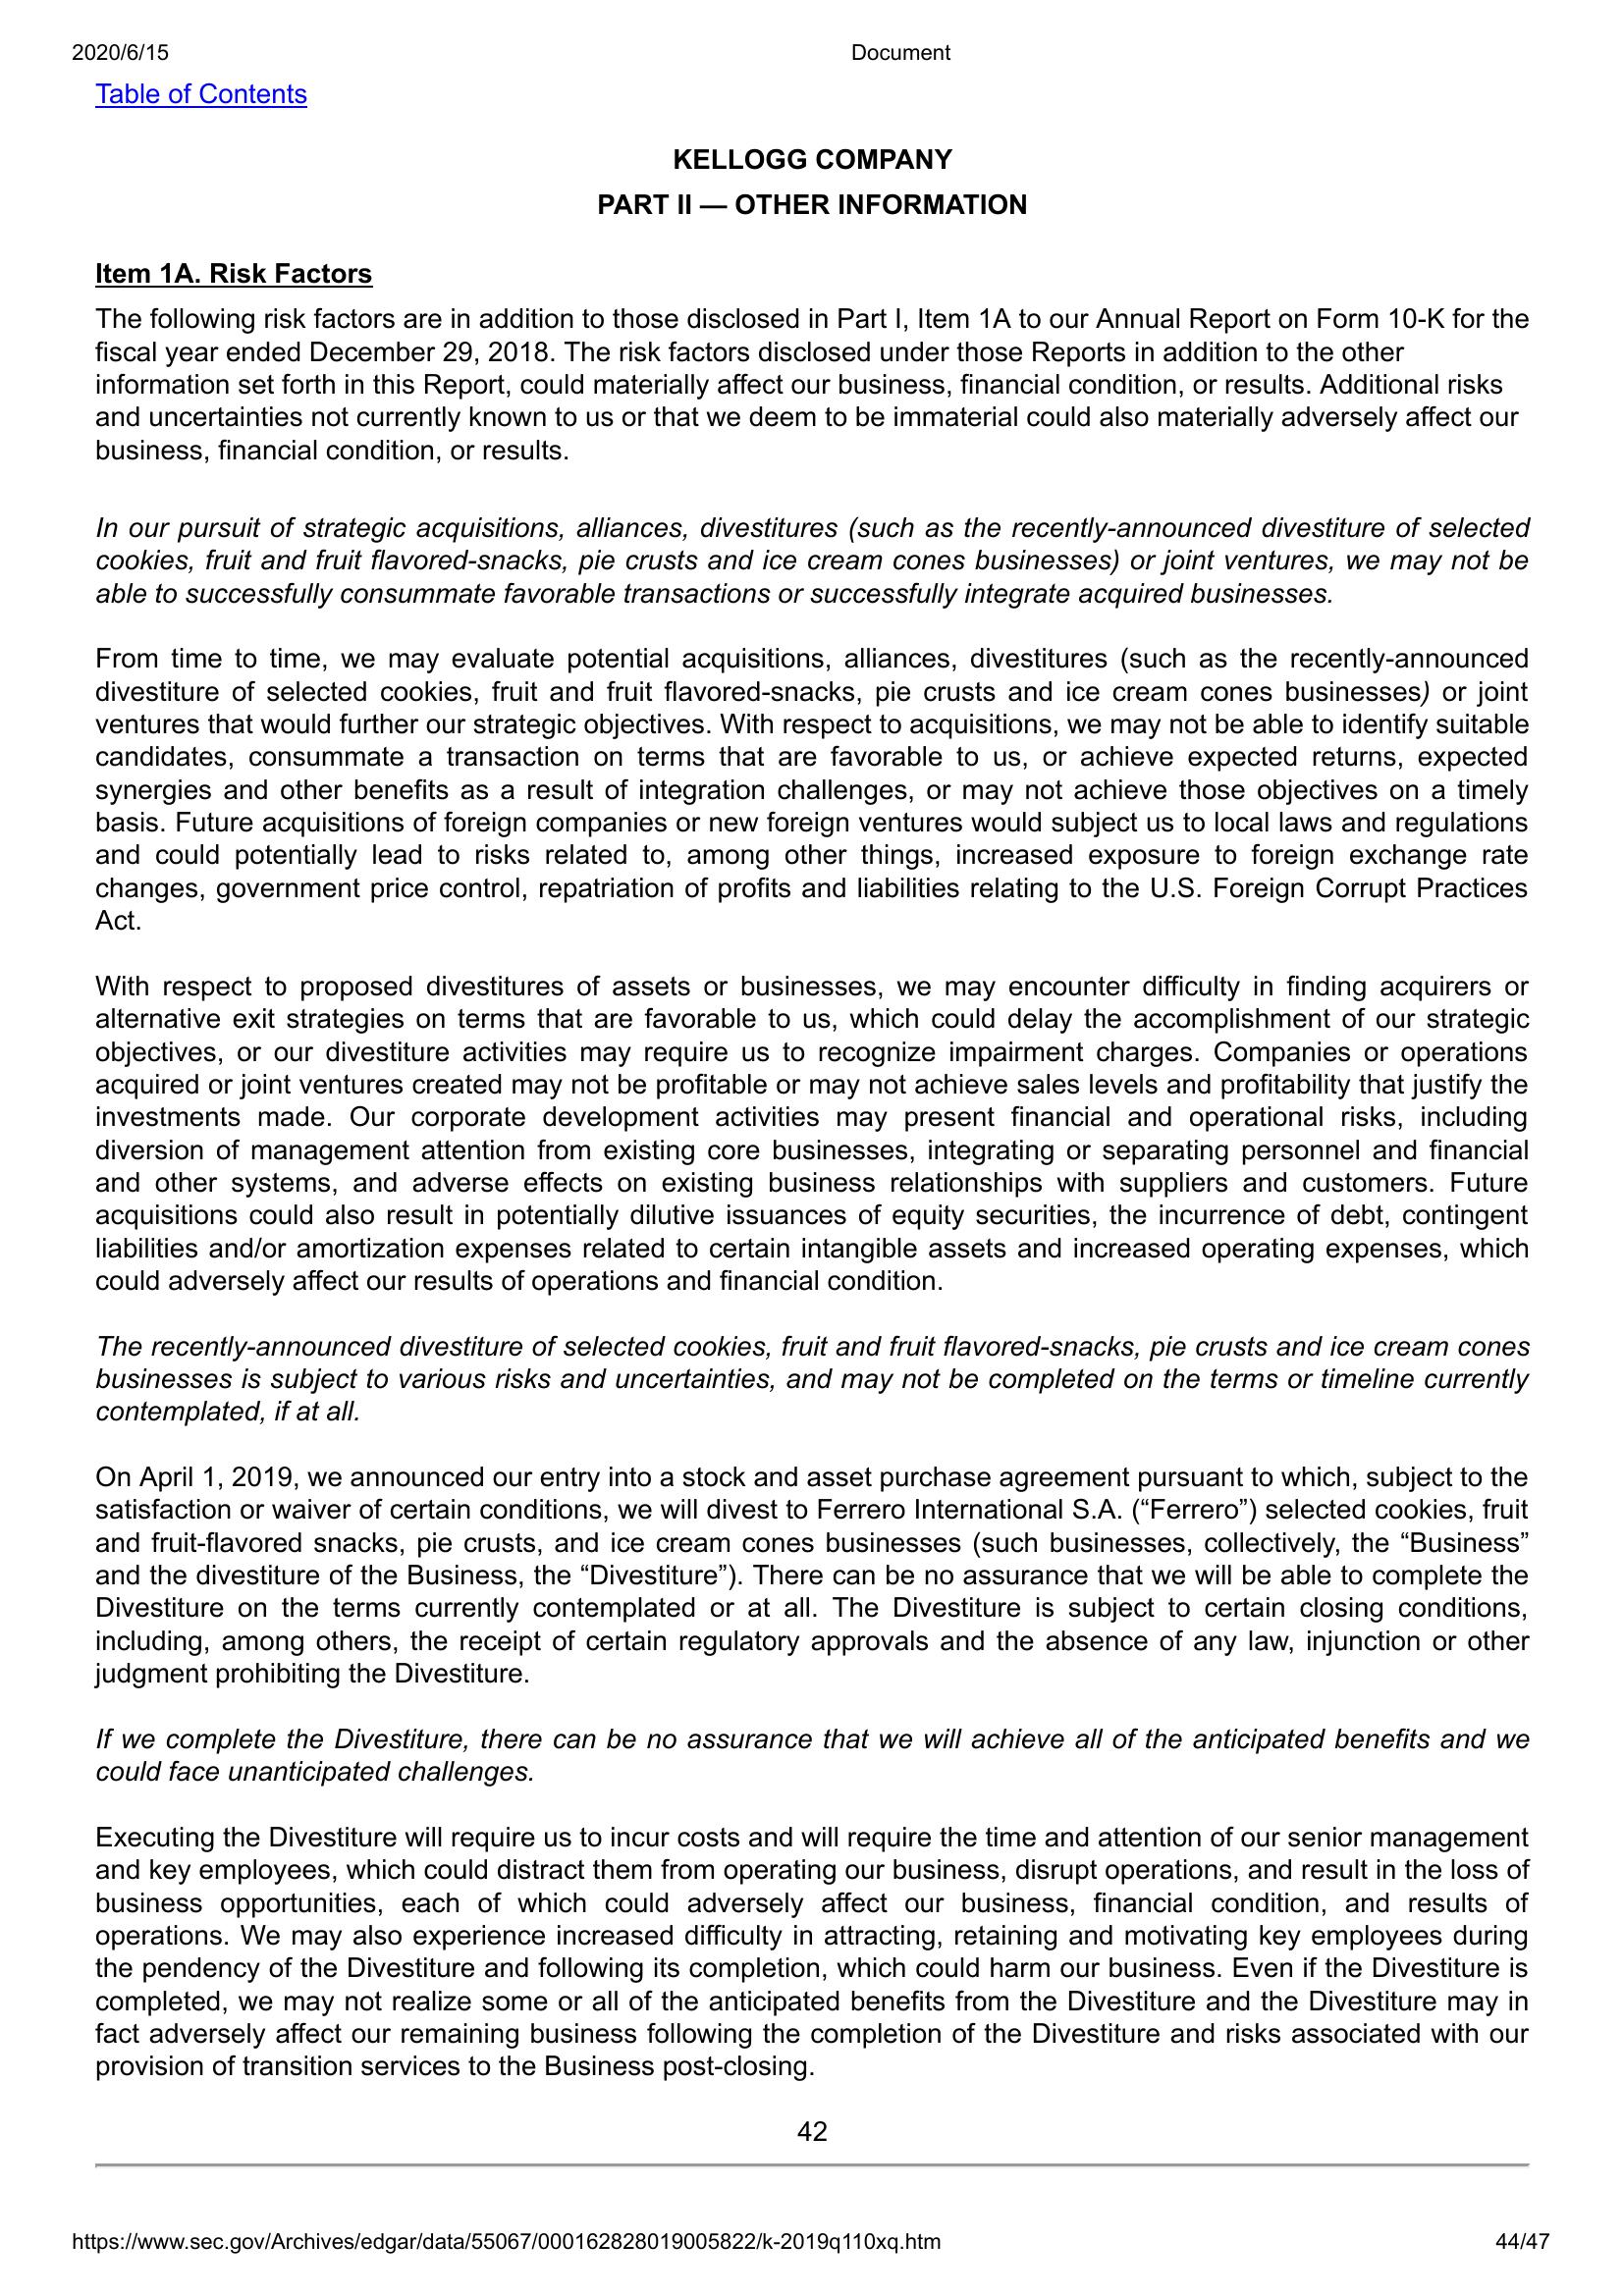 2020/6/15
Document
Table of Contents
KELLOGG COMPANY
PART II — OTHER INFORMATION
Item 1A. Risk Factors
The following risk factors are in addition to those disclosed in Part I, Item 1A to our Annual Report on Form 10-K for the
fiscal year ended December 29, 2018. The risk factors disclosed under those Reports in addition to the other
information set forth in this Report, could materially affect our business, financial condition, or results. Additional risks
and uncertainties not currently known to us or that we deem to be immaterial could also materially adversely affect our
business, financial condition, or results.
In our pursuit of strategic acquisitions, alliances, divestitures (such as the recently-announced divestiture of selected
cookies, fruit and fruit flavored-snacks, pie crusts and ice cream cones businesses) or joint ventures, we may not be
able to successfully consummate favorable transactions or successfully integrate acquired businesses.
From time to time, we may evaluate potential acquisitions, alliances, divestitures (such as the recently-announced
divestiture of selected cookies, fruit and fruit flavored-snacks, pie crusts and ice cream cones businesses) or joint
ventures that would further our strategic objectives. With respect to acquisitions, we may not be able to identify suitable
candidates, consummate a transaction on terms that are favorable to us, or achieve expected returns, expected
synergies and other benefits as a result of integration challenges, or may not achieve those objectives on a timely
basis. Future acquisitions of foreign companies or new foreign ventures would subject us to local laws and regulations
and could potentially lead to risks related to, among other things, increased exposure to foreign exchange rate
changes, government price control, repatriation of profits and liabilities relating to the U.S. Foreign Corrupt Practices
Act.
With respect to proposed divestitures of assets or businesses, we may encounter difficulty in finding acquirers or
alternative exit strategies on terms that are favorable to us, which could delay the accomplishment of our strategic
objectives, or our divestiture activities may require us to recognize impairment charges. Companies or operations
acquired or joint ventures created may not be profitable or may not achieve sales levels and profitability that justify the
investments made. Our corporate development activities may present financial and operational risks, including
diversion of management attention from existing core businesses, integrating or separating personnel and financial
and other systems, and adverse effects on existing business relationships with suppliers and customers. Future
acquisitions could also result in potentially dilutive issuances of equity securities, the incurrence of debt, contingent
liabilities and/or amortization expenses related to certain intangible assets and increased operating expenses, which
could adversely affect our results of operations and financial condition.
The recently-announced divestiture of selected cookies, fruit and fruit flavored-snacks, pie crusts and ice cream cones
businesses is subject to various risks and uncertainties, and may not be completed on the terms or timeline currently
contemplated, if at all.
On April 1, 2019, we announced our entry into a stock and asset purchase agreement pursuant to which, subject to the
satisfaction or waiver of certain conditions, we will divest to Ferrero International S.A. (“Ferrero”) selected cookies, fruit
and fruit-flavored snacks, pie crusts, and ice cream cones businesses (such businesses, collectively, the “Business”
and the divestiture of the Business, the “Divestiture”). There can be no assurance that we will be able to complete the
Divestiture on the terms currently contemplated or at all. The Divestiture is subject to certain closing conditions,
including, among others, the receipt of certain regulatory approvals and the absence of any law, injunction or other
judgment prohibiting the Divestiture.
If we complete the Divestiture, there can be no assurance that we will achieve all of the anticipated benefits and we
could face unanticipated challenges.
Executing the Divestiture will require us to incur costs and will require the time and attention of our senior management
and key employees, which could distract them from operating our business, disrupt operations, and result in the loss of
business opportunities, each of which could adversely affect our business, financial condition, and results of
operations. We may also experience increased difficulty in attracting, retaining and motivating key employees during
the pendency of the Divestiture and following its completion, which could harm our business. Even if the Divestiture is
completed, we may not realize some or all of the anticipated benefits from the Divestiture and the Divestiture may in
fact adversely affect our remaining business following the completion of the Divestiture and risks associated with our
provision of transition services to the Business post-closing.
42
https://www.sec.gov/Archives/edgar/data/55067/000162828019005822/k-2019q110xq.htm
44/47